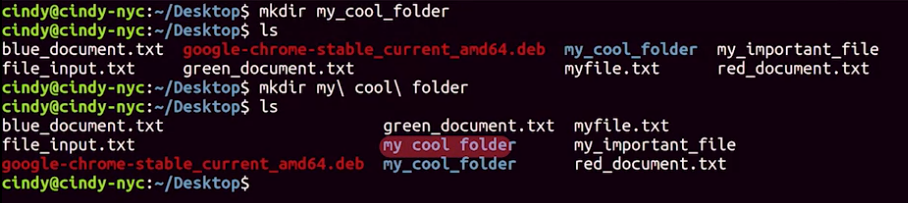 cindy@cindy-nyc:~/Desktop$ mkdir my_cool_folder
cindy@cindy-nyc:~/Desktop$ ls
blue_document.txt google-chrome-stable_current_amd64.deb my_cool_folder my_important_file
file_input.txt green_document.txt myfile.txt red_document.txt
cindy@cindy-nyc:~/Desktop$ mkdir my\ cool\ folder
cindy@cindy-nyc:~/Desktop$ ls
blue_document.txt green_document.txt myfile.txt
file_input.txt my cool folder my_important_file
google-chrome-stable_current_amd64.deb my_cool_folder red_document.txt
cindy@cindy-nyc:~/Desktop$